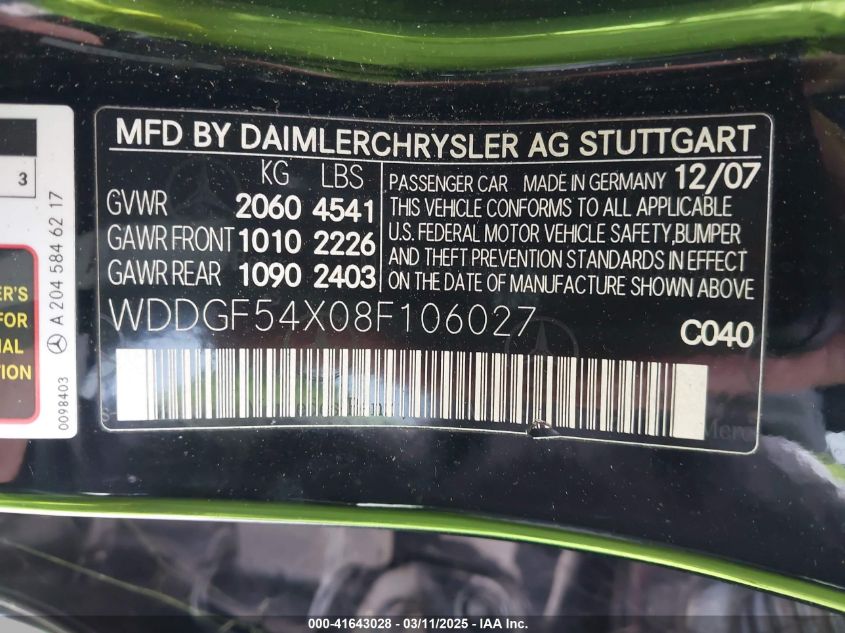 MFD BY DAIMLERCHRYSLER AG STUTTGART
KG LBS
GVWR 2060 4541
GAWR FRONT 1010 2226
GAWR REAR 1090 2403
PASSENGER CAR MADE IN GERMANY 12/07
THIS VEHICLE CONFORMS TO ALL APPLICABLE
U.S. FEDERAL MOTOR VEHICLE SAFETY,BUMPER
AND THEFT PREVENTION STANDARDS IN EFFECT
ON THE DATE OF MANUFACTURE SHOWN ABOVE
WDDGF54X08F106027
C040
3
A 204 584 62 17
0098403
ER'S
FOR
IAL
TION
000-41643028 - 03/11/2025 - IAA Inc.